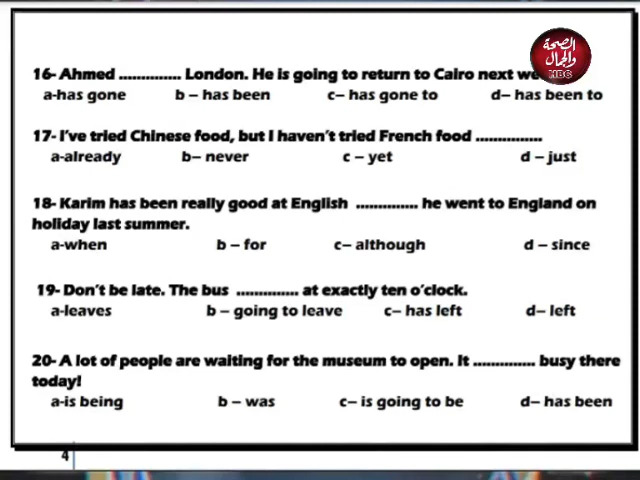 الصحة
والجمال
MBC
16- Ahmed .............. London. He is going to return to Cairo next
a-has gone b – has been c– has gone to d– has been to
17- I've tried Chinese food, but I haven't tried French food ...............
a-already b– never c – yet d – just
18- Karim has been really good at English .............. he went to England on
holiday last summer.
a-when b – for c– although d – since
19- Don't be late. The bus .............. at exactly ten o'clock.
a-leaves b – going to leave c– has left d– left
20- A lot of people are waiting for the museum to open. It .............. busy there
today!
a-is being b – was c– is going to be d– has been
4